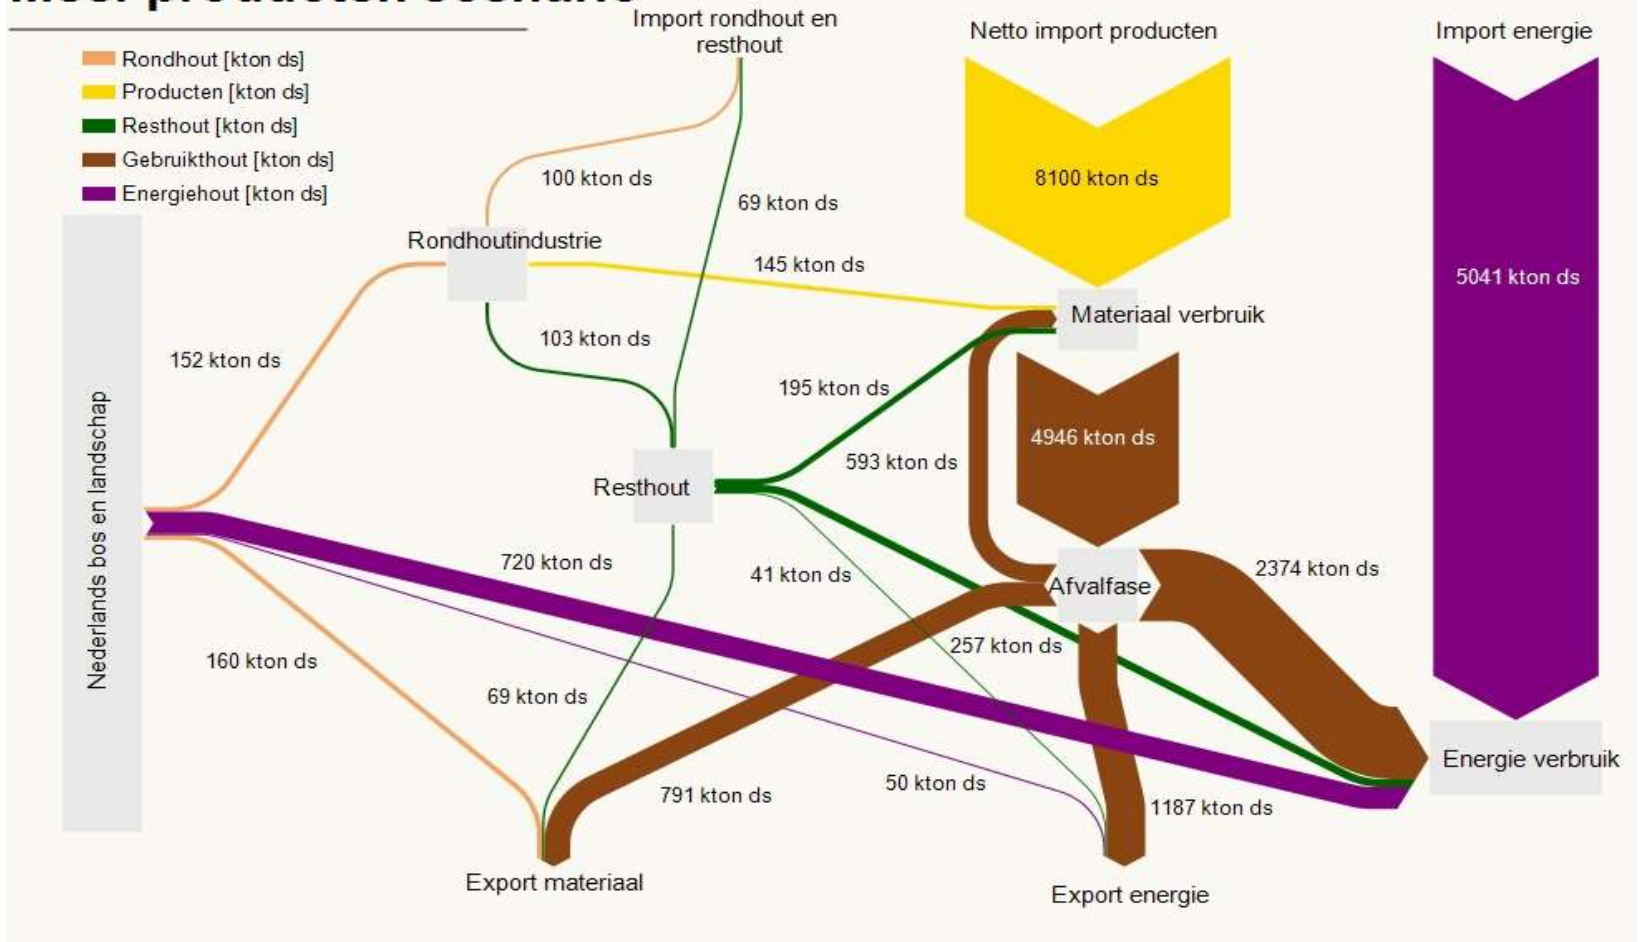 Import rondhout en
resthout
Netto import producten
Import energie
Rondhout [kton ds]
Producten [kton ds]
Resthout [kton ds]
Gebruikthout [kton ds]
Energiehout [kton ds]
100 kton ds
8100 kton ds
69 kton ds
Rondhoutindustrie
145 kton ds
5041 kton ds
Materiaal verbruik
103 kton ds
152 kton ds
195 kton ds
4946 kton ds
593 kton ds
Nederlands bos en landschap
Resthout
720 kton ds
41 kton ds
Afvalfase
2374 kton ds
257 kton ds
160 kton ds
69 kton ds
Energie verbruik
50 kton ds
791 kton ds
1187 kton ds
Export materiaal
Export energie